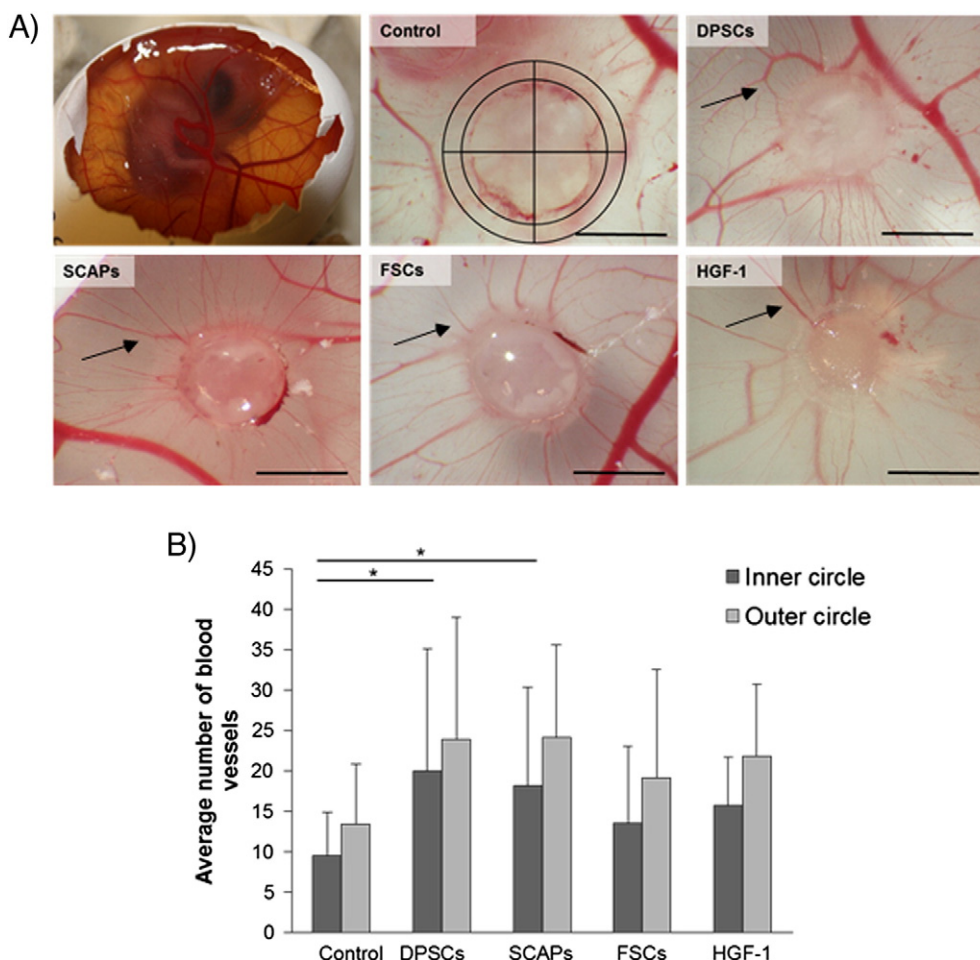 A)
Control
DPSCs
SCAPs
FSCs
HGF-1
B)
*
*
45
40
35
30
25
20
15
10
5
0
Average number of blood
vessels
Inner circle
Outer circle
Control
DPSCs
SCAPs
FSCs
HGF-1